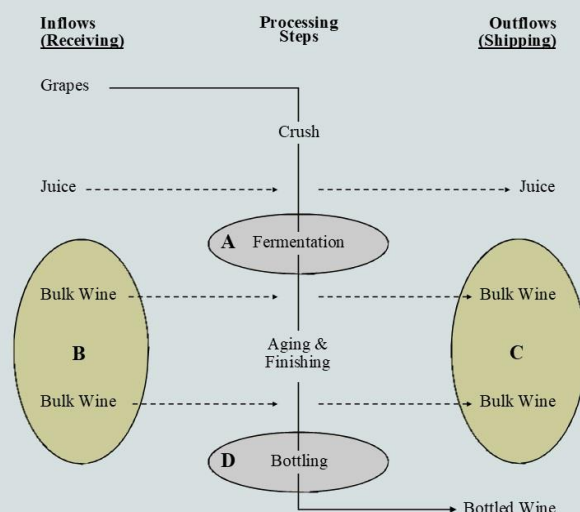 Inflows
(Receiving)
Processing
Steps
Outflows
(Shipping)
Grapes
Crush
Juice
Juice
A Fermentation
Bulk Wine
Bulk Wine
B
Aging &
Finishing
C
Bulk Wine
Bulk Wine
D Bottling
Bottled Wine